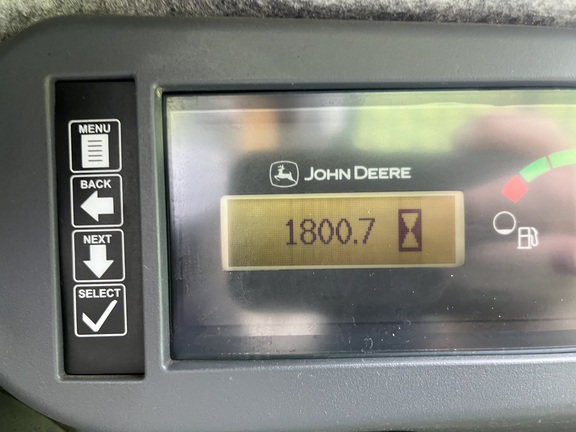 MENU
BACK
NEXT
SELECT
JOHN DEERE
1800.7